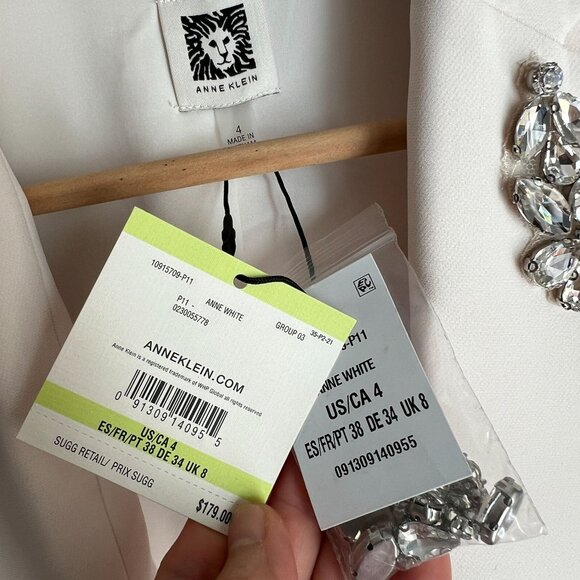 ANNE KLEIN
4
MADE IN
10915709-P11
P11 - ANNE WHITE GROUP 03 35-P2-21
0230055778
ANNEKLEIN.COM
Anne Klein is a registered trademark of WHP Global all rights reserved
0 91309 14095 5
US/CA 4
ES/FR/PT 38 DE 34 UK 8
SUGG RETAIL/ PRIX SUGG
$179.00
-P11
ANNE WHITE
US/CA 4
ES/FR/PT 38 DE 34 UK 8
091309140955